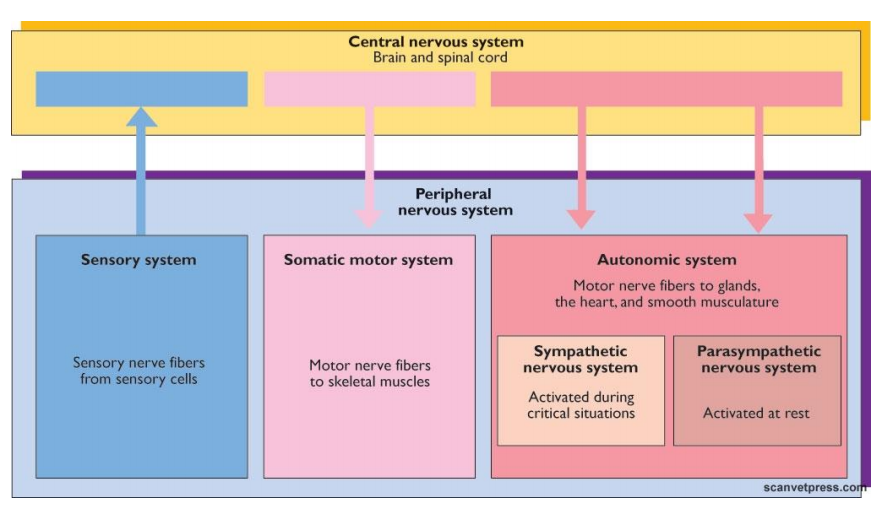 Central nervous system
Brain and spinal cord
Peripheral
nervous system
Sensory system
Sensory nerve fibers
from sensory cells
Somatic motor system
Motor nerve fibers
to skeletal muscles
Autonomic system
Motor nerve fibers to glands,
the heart, and smooth musculature
Sympathetic
nervous system
Activated during
critical situations
Parasympathetic
nervous system
Activated at rest
scanvetpress.com